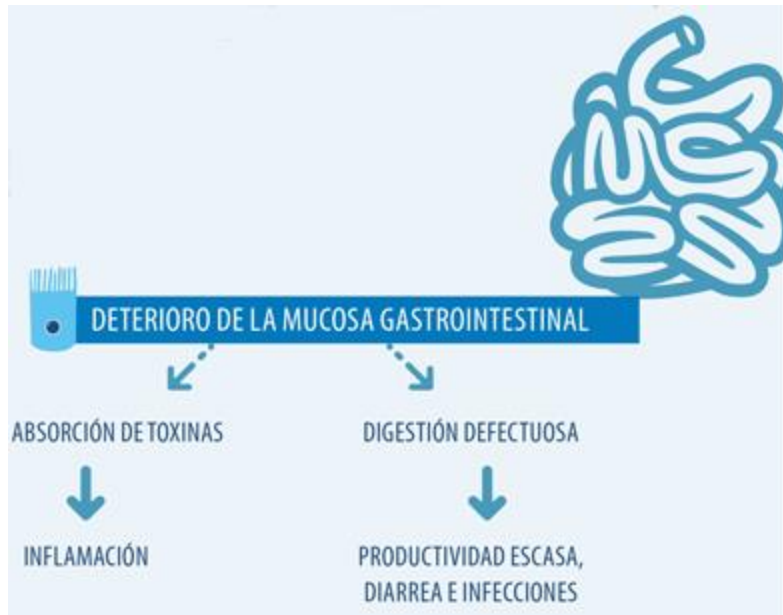 DETERIORO DE LA MUCOSA GASTROINTESTINAL
ABSORCIÓN DE TOXINAS
DIGESTIÓN DEFECTUOSA
INFLAMACIÓN
PRODUCTIVIDAD ESCASA,
DIARREA E INFECCIONES